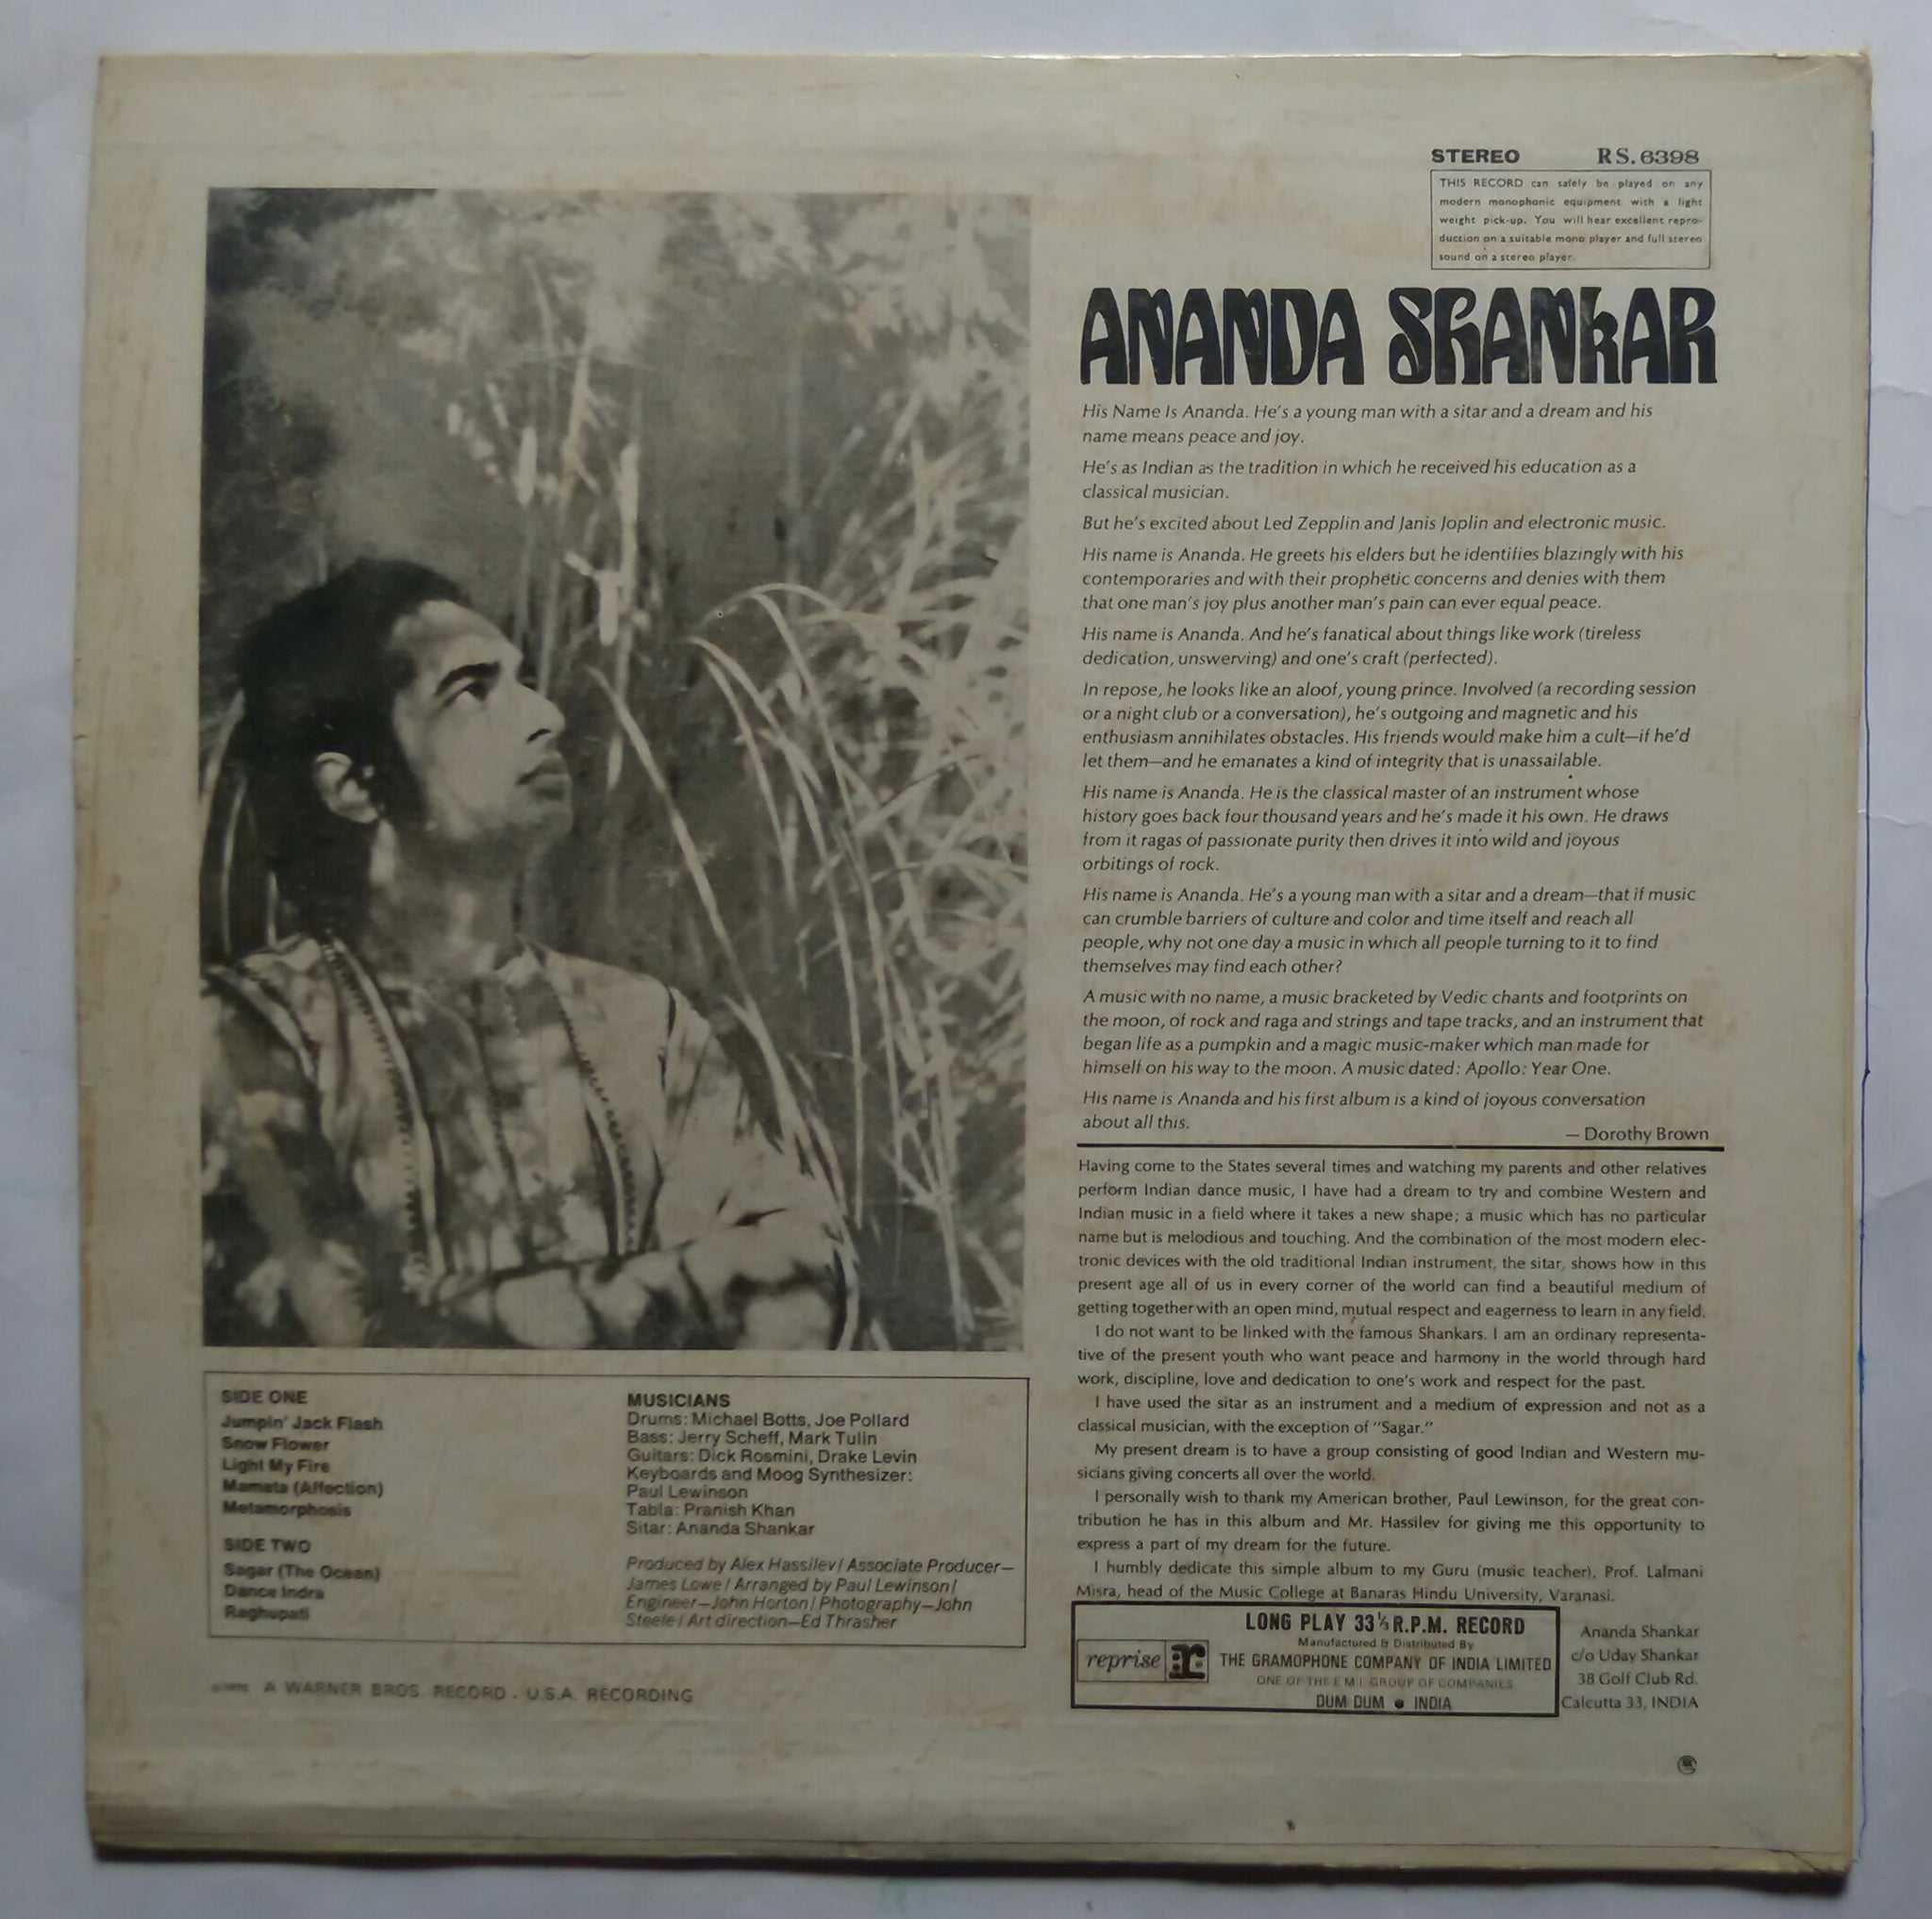 STEREO RS.6398
THIS RECORD can safely be played on any
modern monophonic equipment with a light
weight pick-up. You will hear excellent repro-
duction on a suitable mono player and full stereo
sound on a stereo player.
ANANDA SHANKAR
His Name Is Ananda. He's a young man with a sitar and a dream and his
name means peace and joy.
He's as Indian as the tradition in which he received his education as a
classical musician.
But he's excited about Led Zepplin and Janis Joplin and electronic music.
His name is Ananda. He greets his elders but he identifies blazingly with his
contemporaries and with their prophetic concerns and denies with them
that one man's joy plus another man's pain can ever equal peace.
His name is Ananda. And he's fanatical about things like work (tireless
dedication, unswerving) and one's craft (perfected).
In repose, he looks like an aloof, young prince. Involved (a recording session
or a night club or a conversation), he's outgoing and magnetic and his
enthusiasm annihilates obstacles. His friends would make him a cult—if he'd
let them—and he emanates a kind of integrity that is unassailable.
His name is Ananda. He is the classical master of an instrument whose
history goes back four thousand years and he's made it his own. He draws
from it ragas of passionate purity then drives it into wild and joyous
orbitings of rock.
His name is Ananda. He's a young man with a sitar and a dream—that if music
can crumble barriers of culture and color and time itself and reach all
people, why not one day a music in which all people turning to it to find
themselves may find each other?
A music with no name, a music bracketed by Vedic chants and footprints on
the moon, of rock and raga and strings and tape tracks, and an instrument that
began life as a pumpkin and a magic music-maker which man made for
himself on his way to the moon. A music dated: Apollo: Year One.
His name is Ananda and his first album is a kind of joyous conversation
about all this.
— Dorothy Brown
Having come to the States several times and watching my parents and other relatives
perform Indian dance music, I have had a dream to try and combine Western and
Indian music in a field where it takes a new shape; a music which has no particular
name but is melodious and touching. And the combination of the most modern elec-
tronic devices with the old traditional Indian instrument, the sitar, shows how in this
present age all of us in every corner of the world can find a beautiful medium of
getting together with an open mind, mutual respect and eagerness to learn in any field.
I do not want to be linked with the famous Shankars. I am an ordinary representa-
tive of the present youth who want peace and harmony in the world through hard
work, discipline, love and dedication to one's work and respect for the past.
I have used the sitar as an instrument and a medium of expression and not as a
classical musician, with the exception of "Sagar."
My present dream is to have a group consisting of good Indian and Western mu-
sicians giving concerts all over the world.
I personally wish to thank my American brother, Paul Lewinson, for the great con-
tribution he has in this album and Mr. Hassilev for giving me this opportunity to
express a part of my dream for the future.
I humbly dedicate this simple album to my Guru (music teacher), Prof. Lalmani
Misra, head of the Music College at Banaras Hindu University, Varanasi.
Ananda Shankar
c/o Uday Shankar
38 Golf Club Rd.
Calcutta 33, INDIA
LONG PLAY 33⅓ R.P.M. RECORD
Manufactured & Distributed By
reprise r: THE GRAMOPHONE COMPANY OF INDIA LIMITED
ONE OF THE E M I GROUP OF COMPANIES
DUM DUM ● INDIA
SIDE ONE
Jumpin' Jack Flash
Snow Flower
Light My Fire
Mamata (Affection)
Metamorphosis
SIDE TWO
Sagar (The Ocean)
Dance Indra
Raghupati
MUSICIANS
Drums: Michael Botts, Joe Pollard
Bass: Jerry Scheff, Mark Tulin
Guitars: Dick Rosmini, Drake Levin
Keyboards and Moog Synthesizer:
Paul Lewinson
Tabla: Pranish Khan
Sitar: Ananda Shankar
Produced by Alex Hassilev / Associate Producer—
James Lowe / Arranged by Paul Lewinson /
Engineer—John Horton / Photography—John
Steele / Art direction—Ed Thrasher
A WARNER BROS. RECORD . U.S.A. RECORDING